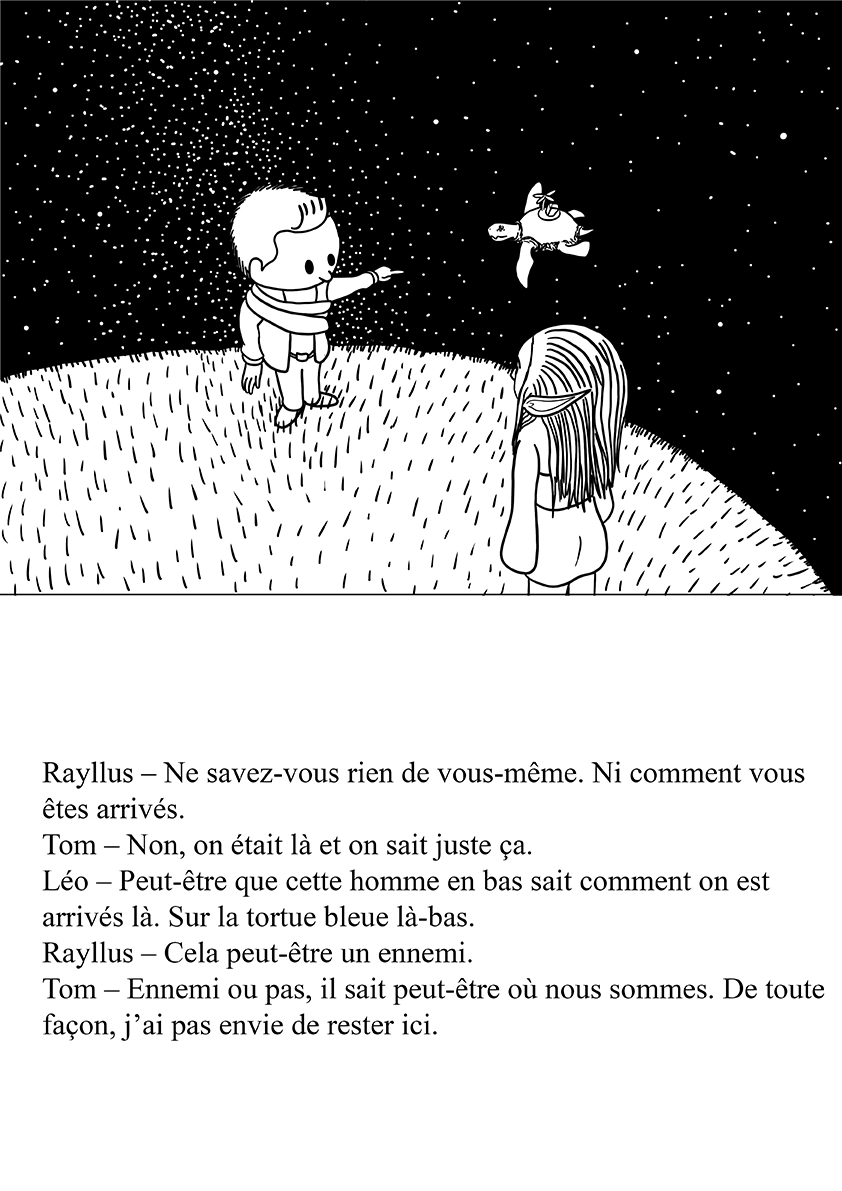 Rayllus – Ne savez-vous rien de vous-même. Ni comment vous
êtes arrivés.
Tom – Non, on était là et on sait juste ça.
Léo – Peut-être que cette homme en bas sait comment on est
arrivés là. Sur la tortue bleue là-bas.
Rayllus – Cela peut-être un ennemi.
Tom – Ennemi ou pas, il sait peut-être où nous sommes. De toute
façon, j’ai pas envie de rester ici.